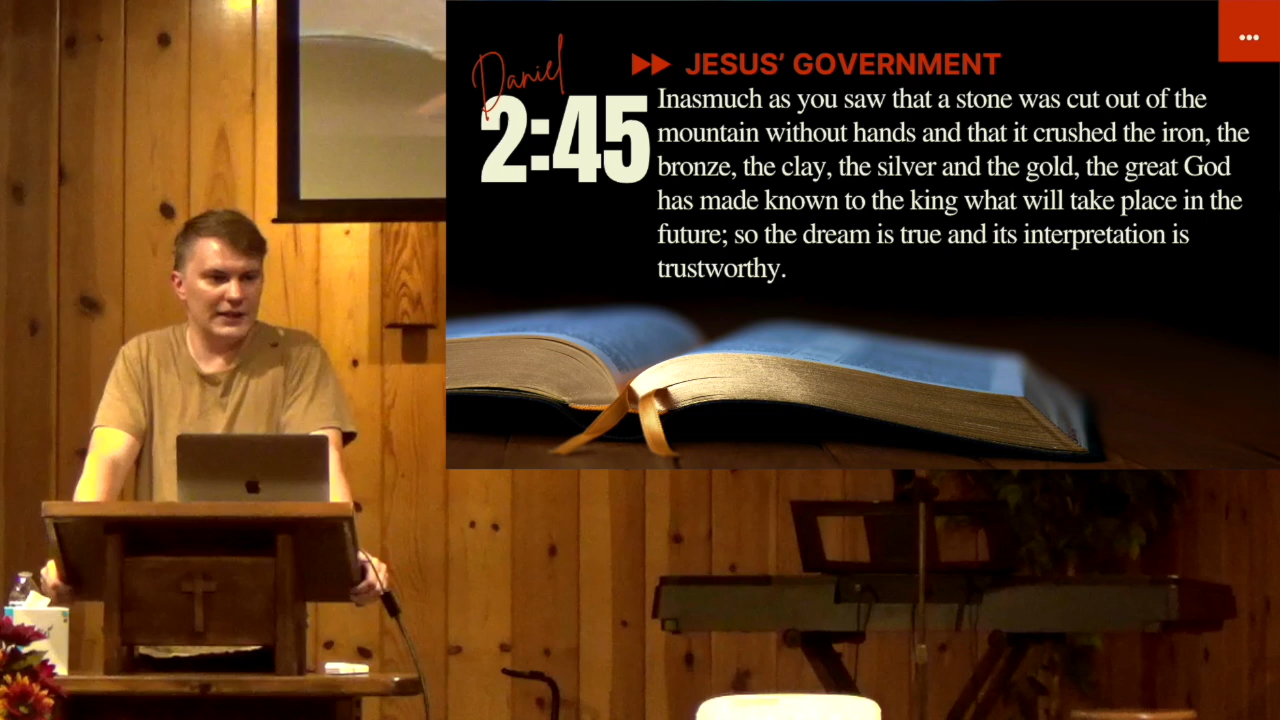 Daniel
2:45
JESUS’ GOVERNMENT
Inasmuch as you saw that a stone was cut out of the
mountain without hands and that it crushed the iron, the
bronze, the clay, the silver and the gold, the great God
has made known to the king what will take place in the
future; so the dream is true and its interpretation is
trustworthy.